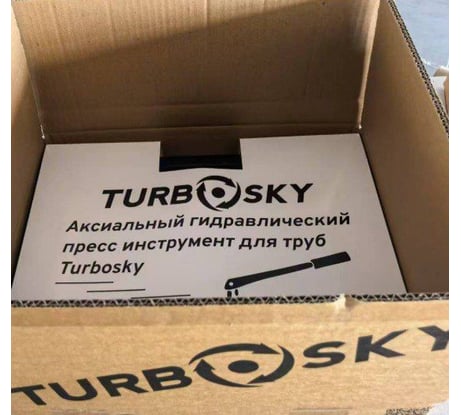 TURBOSKY
Аксиальный гидравлический
пресс инструмент для труб
Turbosky
TURBOSKY